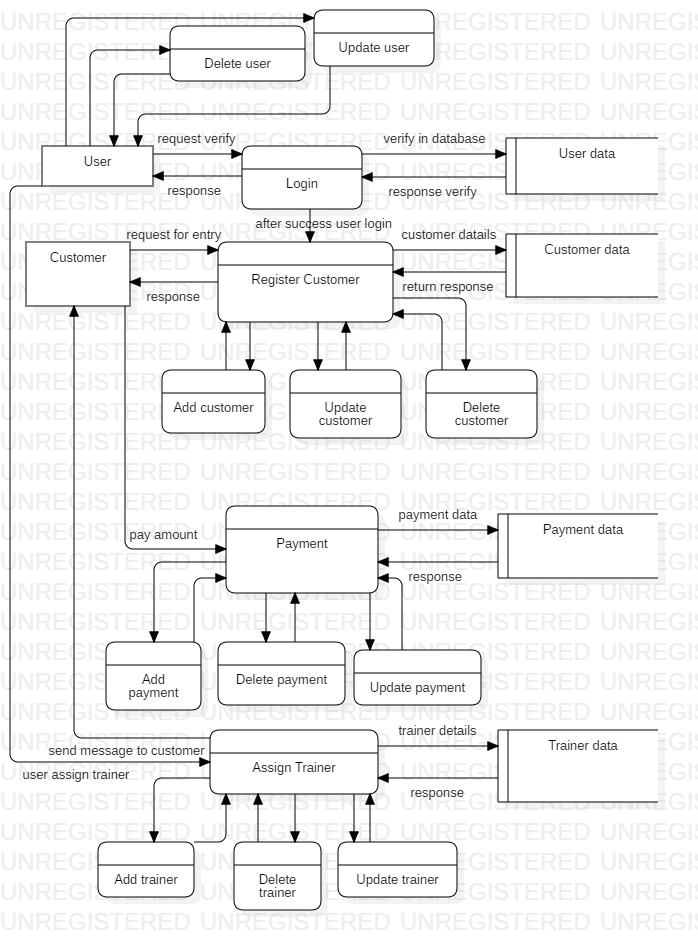 Update user
Delete user
request verify
verify in database
User
User data
Login
response
response verify
after success user login
request for entry
customer datails
Customer
Customer data
Register Customer
response
return response
Add customer
Update
customer
Delete
customer
payment data
pay amount
Payment
Payment data
response
Add
payment
Delete payment
Update payment
trainer details
send message to customer
Assign Trainer
Trainer data
user assign trainer
response
Add trainer
Delete
trainer
Update trainer
UNREGISTERED